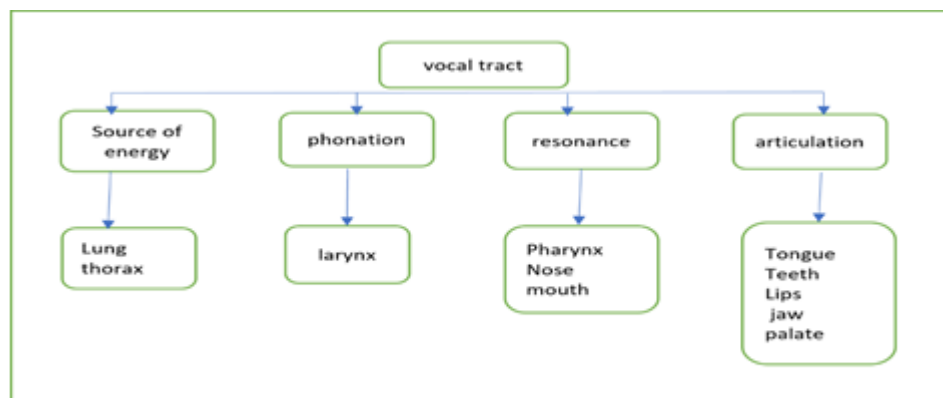 vocal tract
Source of
energy
phonation
resonance
articulation
Lung
thorax
larynx
Pharynx
Nose
mouth
Tongue
Teeth
Lips
jaw
palate